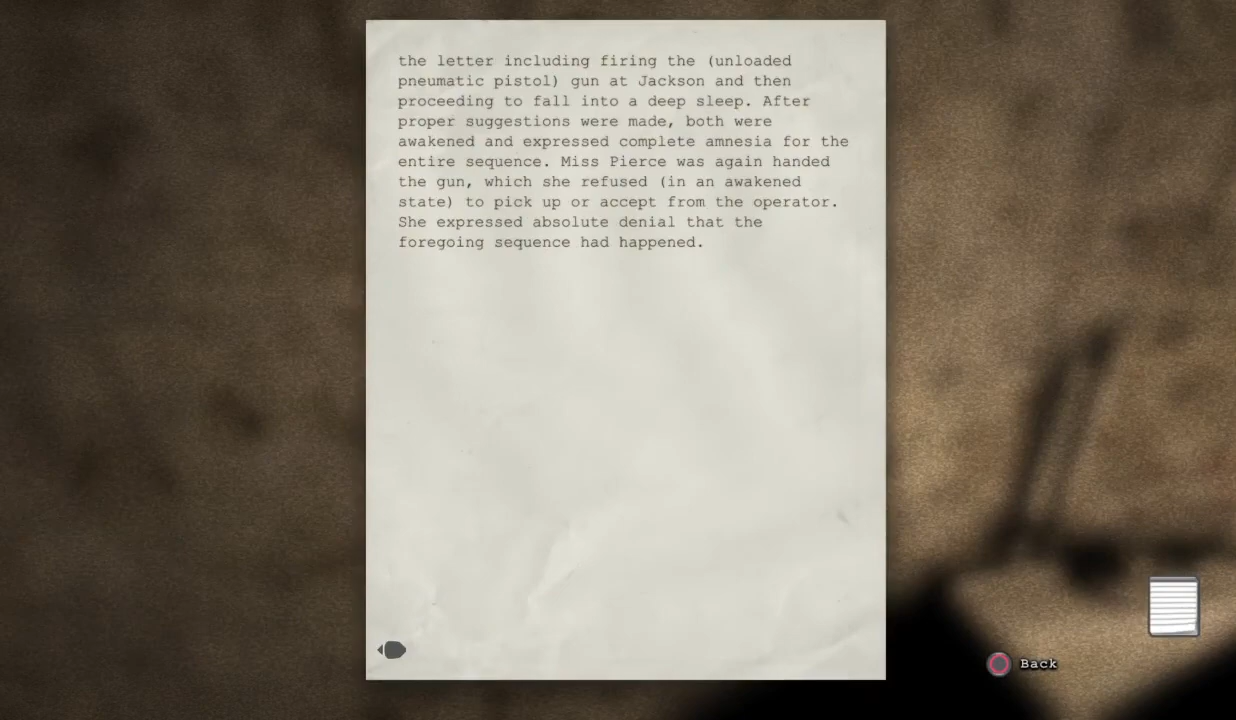 the letter including firing the (unloaded
pneumatic pistol) gun at Jackson and then
proceeding to fall into a deep sleep. After
proper suggestions were made, both were
awakened and expressed complete amnesia for the
entire sequence. Miss Pierce was again handed
the gun, which she refused (in an awakened
state) to pick up or accept from the operator.
She expressed absolute denial that the
foregoing sequence had happened.
Back